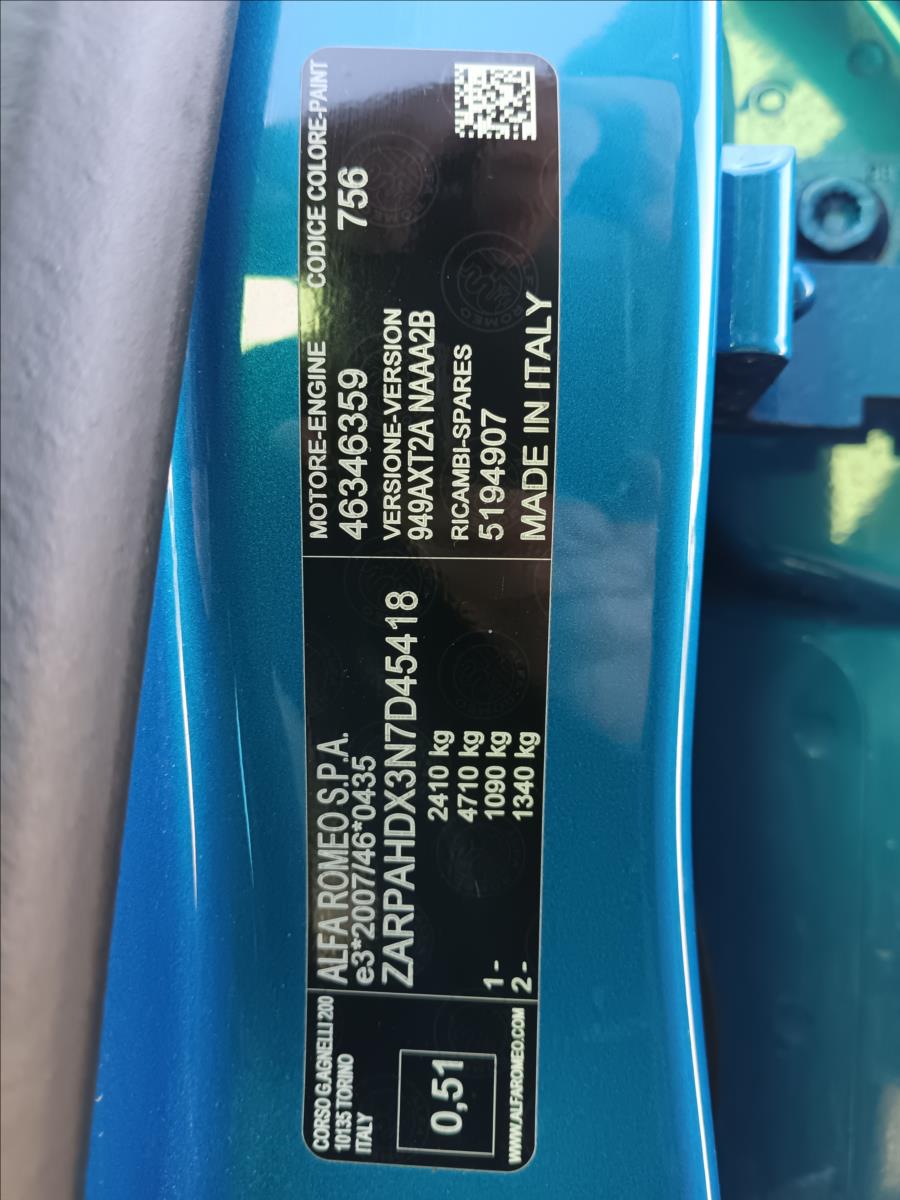 CORSO G.AGNELLI 200
10135 TORINO
ITALY
0,51
WWW.ALFAROMEO.COM
ALFA ROMEO S.P.A.
e3*2007/46*0435
ZARPAHDX3N7D45418
2410 kg
4710 kg
1- 1090 kg
2- 1340 kg
MOTORE-ENGINE CODICE COLORE-PAINT
46346359 756
VERSIONE-VERSION
949AXT2A NAAA2B
RICAMBI-SPARES
5194907
MADE IN ITALY